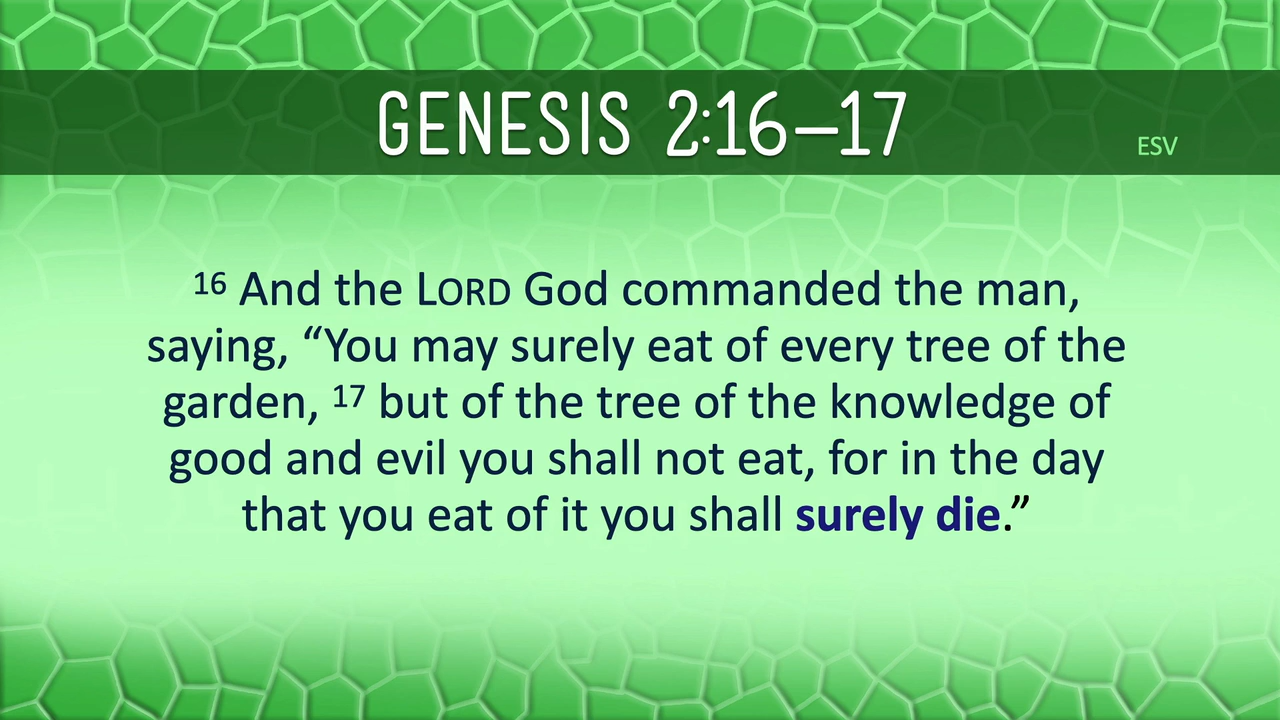 GENESIS 2:16–17
ESV
16 And the LORD God commanded the man,
saying, “You may surely eat of every tree of the
garden, 17 but of the tree of the knowledge of
good and evil you shall not eat, for in the day
that you eat of it you shall surely die.”